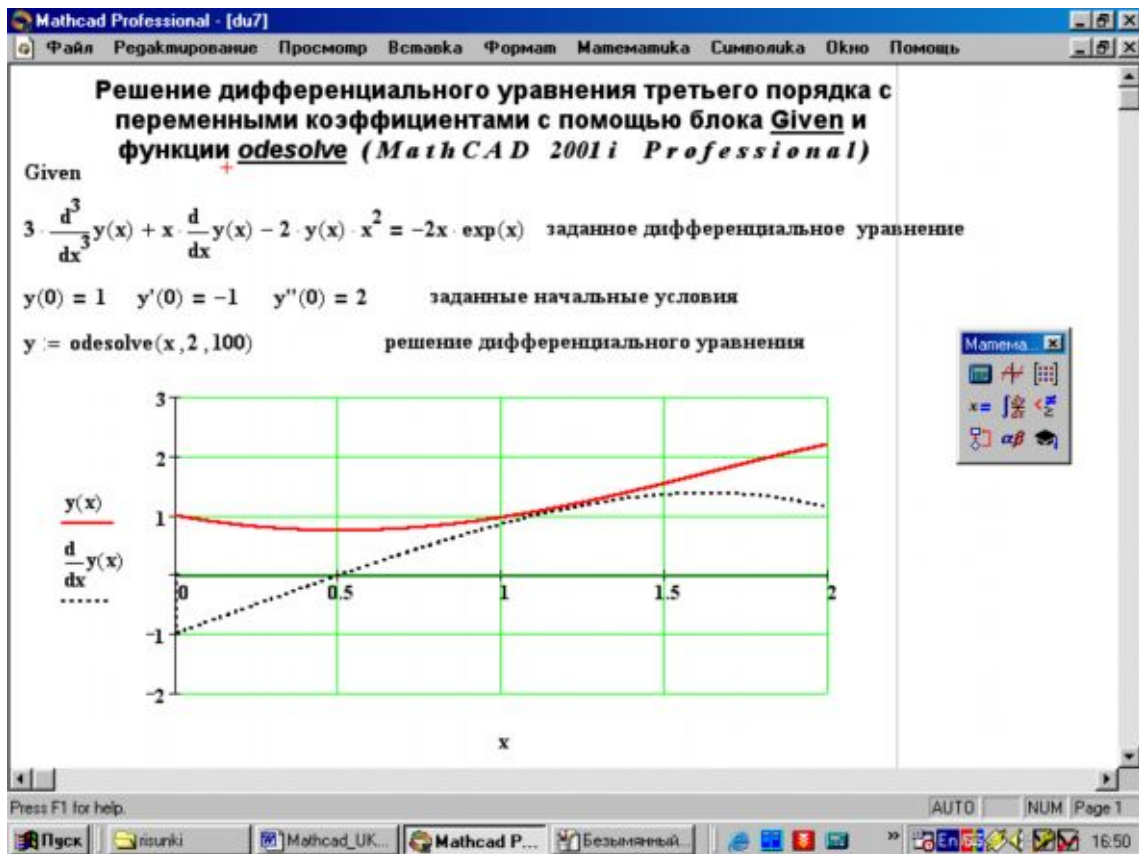 Mathcad Professional - [du7]
Файл Редактирование Просмотр Вставка Формат Математика Символика Окно Помощь
Решение дифференциального уравнения третьего порядка с
переменными коэффициентами с помощью блока Given и
функции odesolve (MathCAD 2001i Professional)
Given
3 · d³/dx³ y(x) + x · d/dx y(x) − 2 · y(x) · x² = −2x · exp(x) заданное дифференциальное уравнение
y(0) = 1 y'(0) = −1 y''(0) = 2 заданные начальные условия
y := odesolve(x,2,100) решение дифференциального уравнения
Матема...
x=
αβ
3
2
y(x)
1
d/dx y(x)
0 0.5 1 1.5 2
−1
−2
x
Press F1 for help.
AUTO NUM Page 1
Пуск risunki Mathcad_UK... Mathcad P... Безымянный... » En 16:50